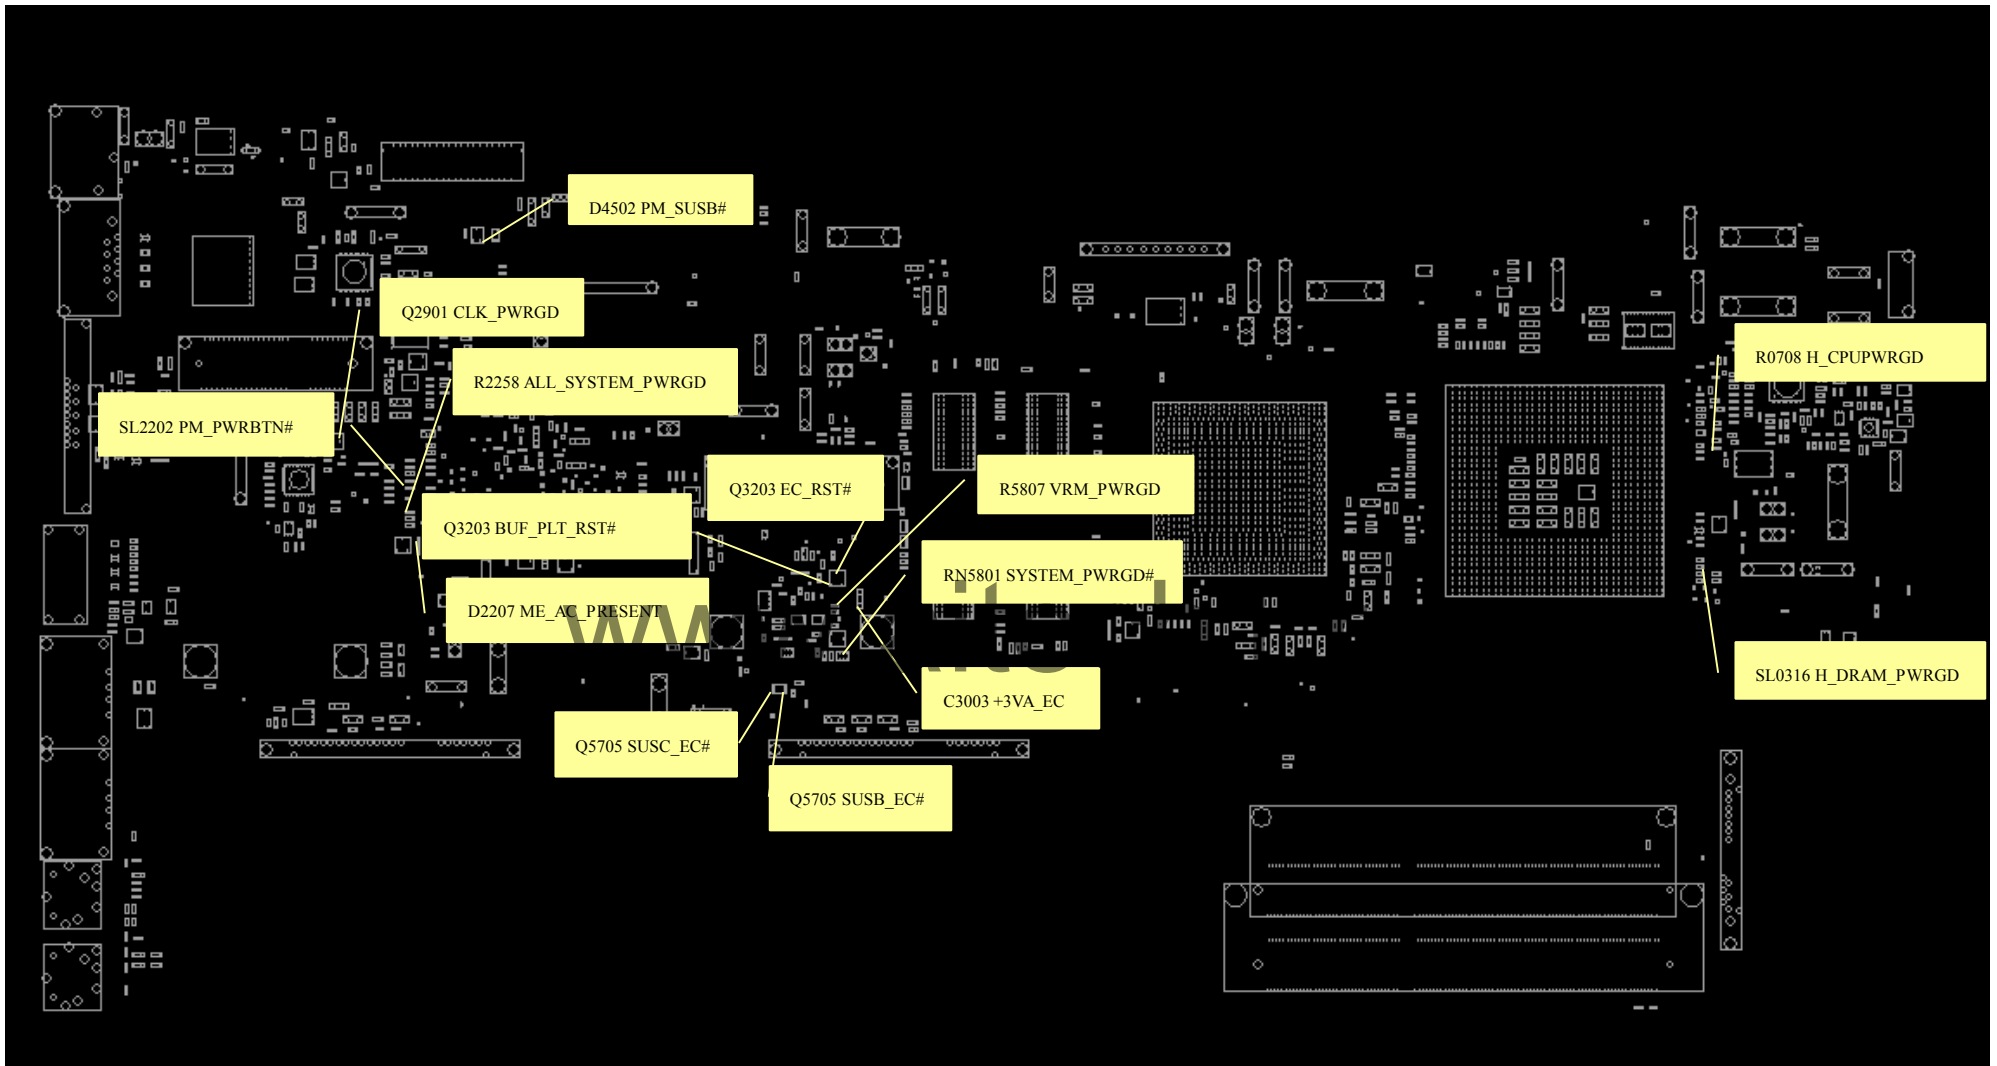 D4502 PM_SUSB#
Q2901 CLK_PWRGD
R2258 ALL_SYSTEM_PWRGD
R0708 H_CPUPWRGD
SL2202 PM_PWRBTN#
Q3203 EC_RST#
R5807 VRM_PWRGD
Q3203 BUF_PLT_RST#
RN5801 SYSTEM_PWRGD#
D2207 ME_AC_PRESENT
SL0316 H_DRAM_PWRGD
C3003 +3VA_EC
Q5705 SUSC_EC#
Q5705 SUSB_EC#